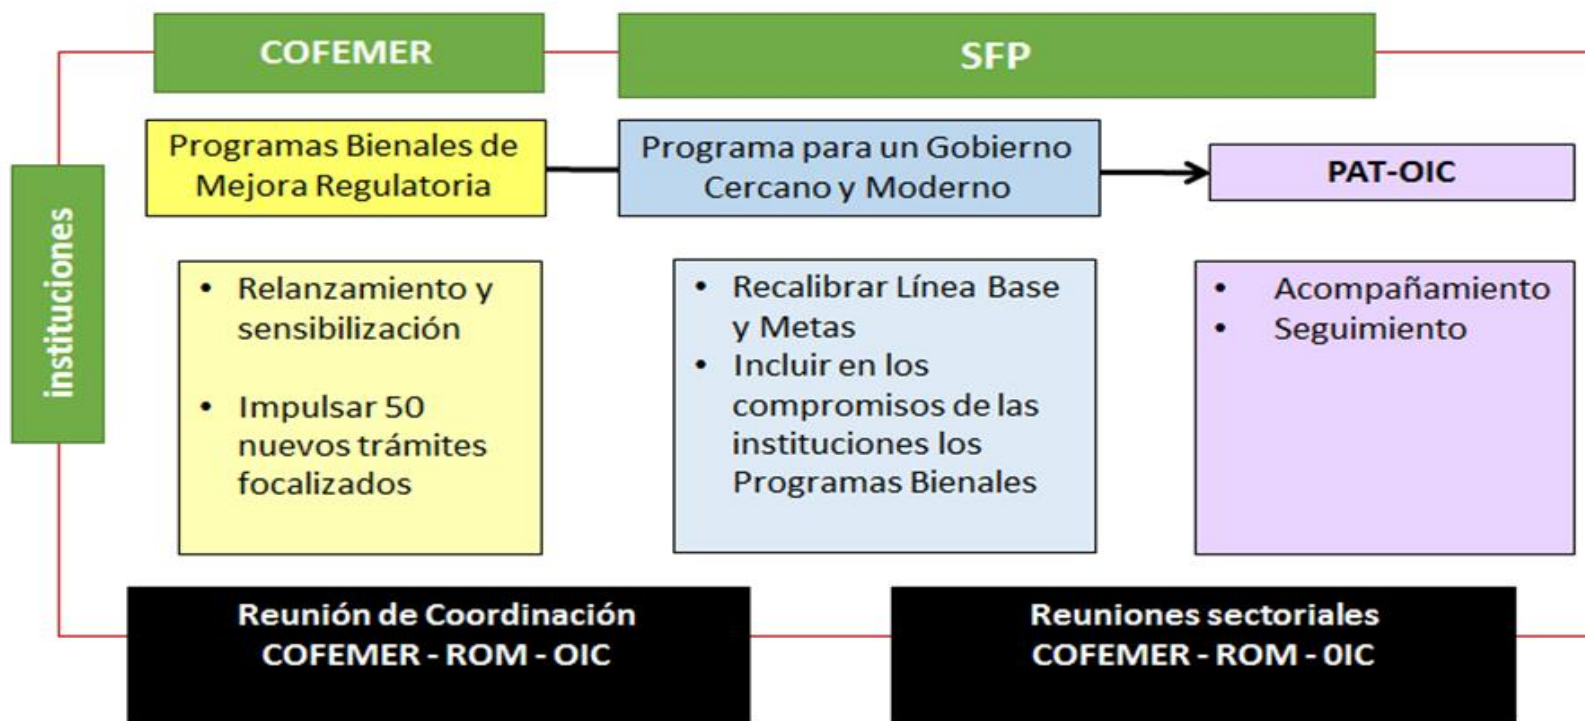 COFEMER
SFP
instituciones
Programas Bienales de
Mejora Regulatoria
Programa para un Gobierno
Cercano y Moderno
PAT-OIC
• Relanzamiento y
sensibilización
• Impulsar 50
nuevos trámites
focalizados
• Recalibrar Línea Base
y Metas
• Incluir en los
compromisos de las
instituciones los
Programas Bienales
• Acompañamiento
• Seguimiento
Reunión de Coordinación
COFEMER - ROM - OIC
Reuniones sectoriales
COFEMER - ROM - 0IC